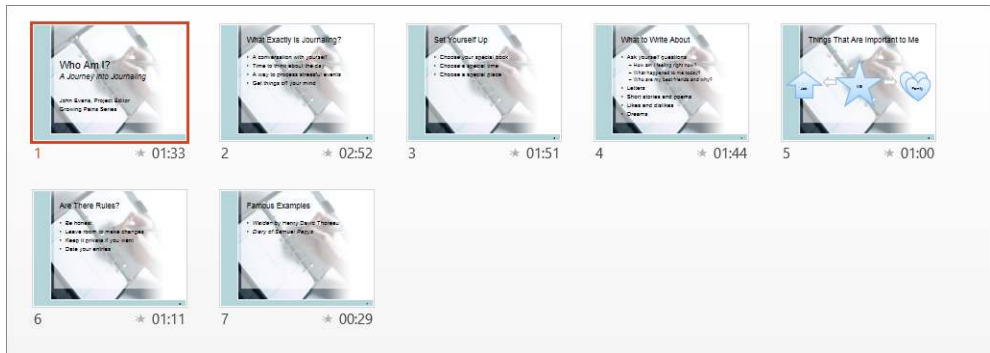 Who Am I?
A Journey Into Journaling
John Evans, Project Editor
Growing Pains Series
1 01:33
What Exactly Is Journaling?
• A conversation with yourself
• Time to think about the day
• A way to process stressful events
• Get things off your mind
2 02:52
Set Yourself Up
• Choose your special book
• Choose a special time
• Choose a special place
3 01:51
What to Write About
• Ask yourself questions
– How am I feeling right now?
– What happened to me today?
– Who are my best friends and why?
• Letters
• Short stories and poems
• Likes and dislikes
• Dreams
4 01:44
Things That Are Important to Me
Job
ME
Family
5 01:00
Are There Rules?
• Be honest
• Leave room to make changes
• Keep it private if you want
• Date your entries
6 01:11
Famous Examples
• Walden by Henry David Thoreau
• Diary of Samuel Pepys
7 00:29